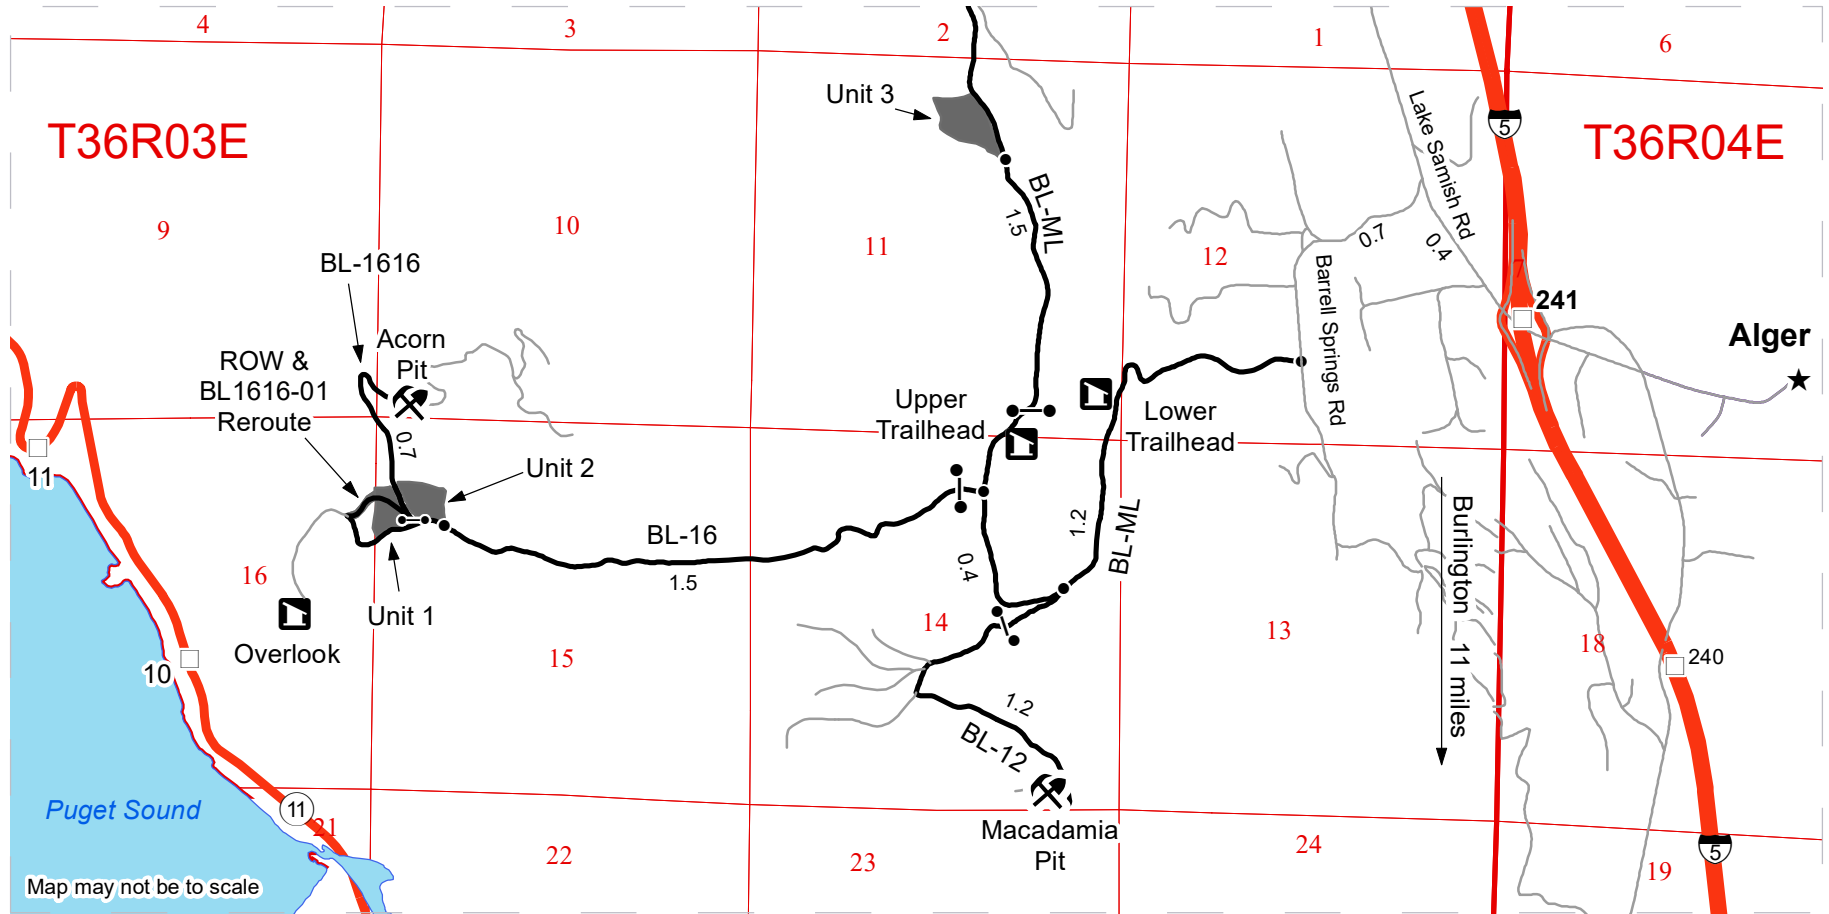 4
3
2
1
6
Unit 3
T36R03E
Lake Samish Rd
5
T36R04E
9
10
11
12
BL-ML
1.5
0.7
0.4
7
BL-1616
Barrell Springs Rd
241
Alger
Acorn
Pit
ROW &
BL1616-01
Reroute
Upper
Trailhead
Lower
Trailhead
0.7
11
Unit 2
BL-16
1.5
1.2
BL-ML
0.4
Burlington - 11 miles
16
Unit 1
Overlook
10
15
14
13
18
240
1.2
BL-12
Puget Sound
11
21
Macadamia
Pit
22
23
24
5
19
Map may not be to scale